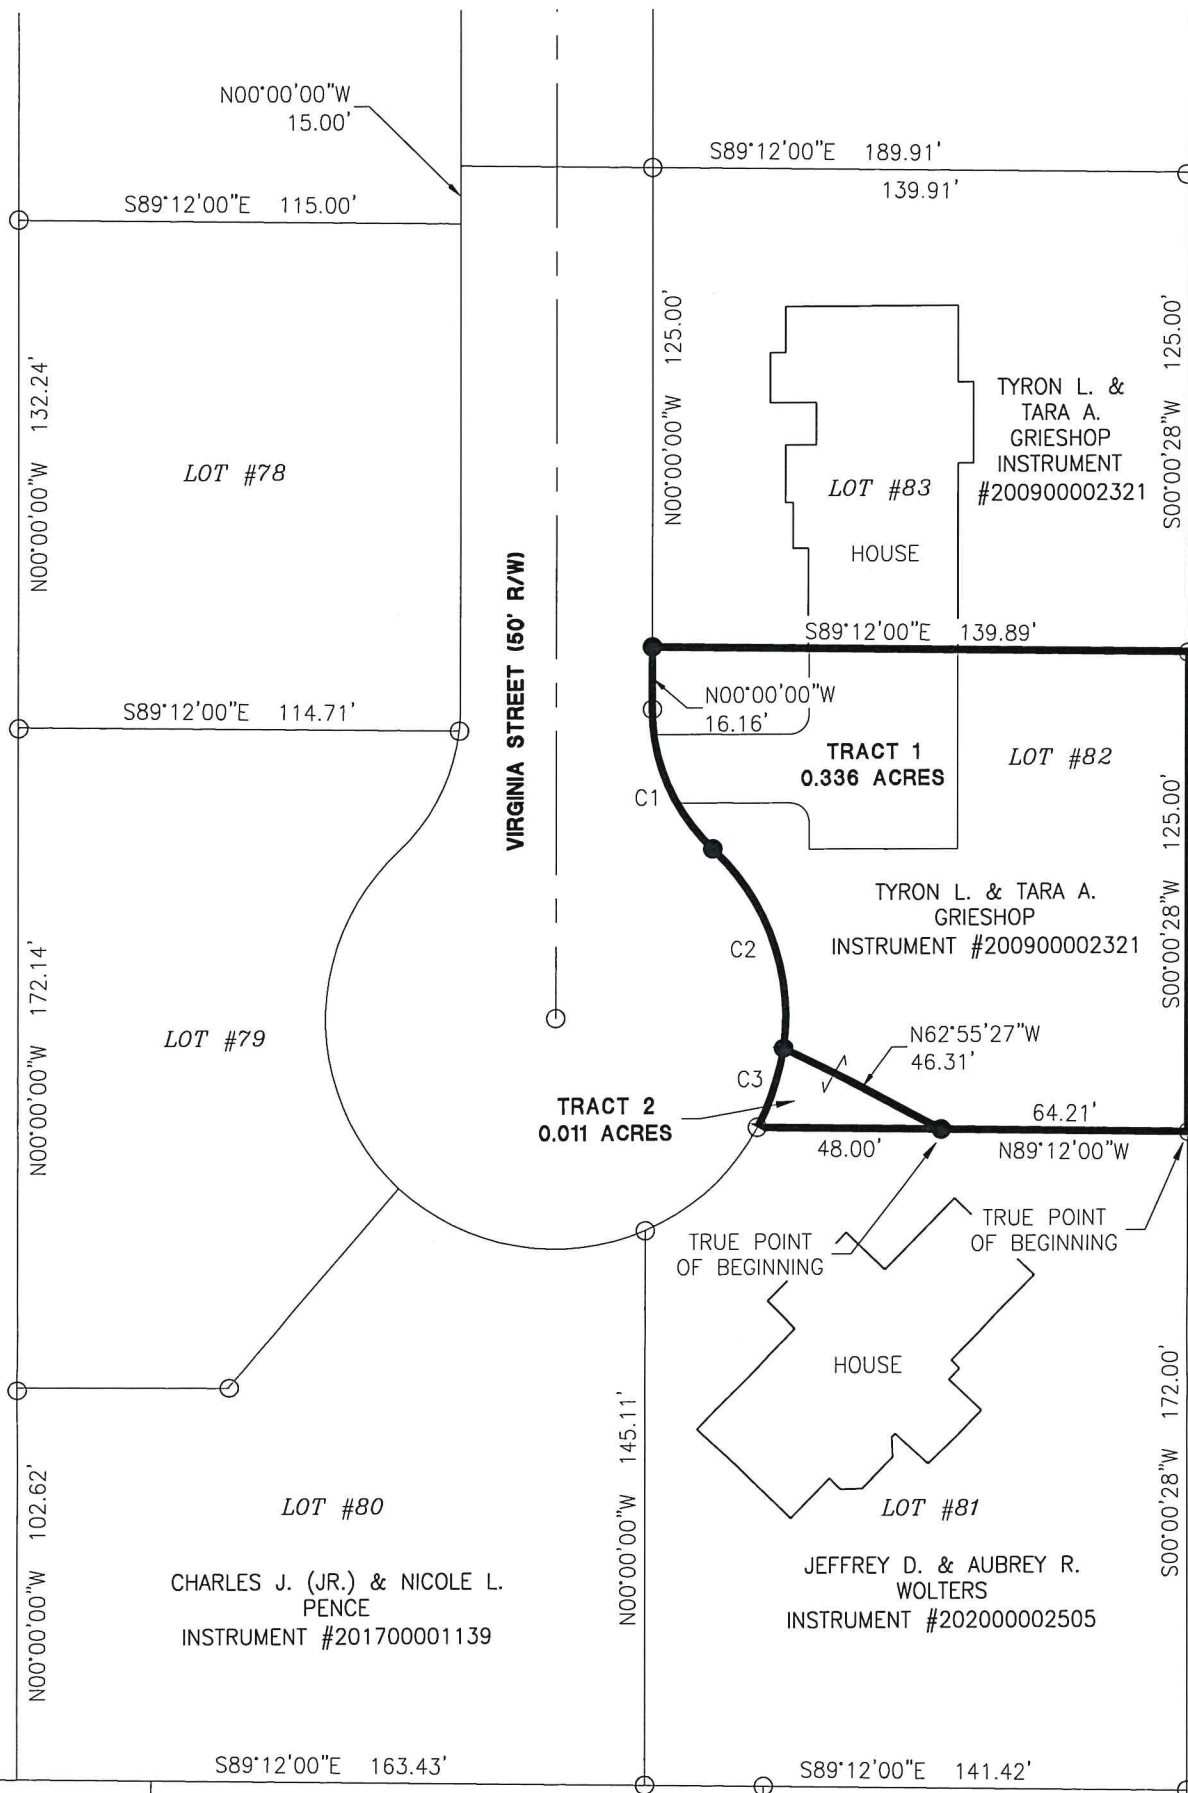 N00°00'00"W
15.00'
S89°12'00"E 189.91'
139.91'
S89°12'00"E 115.00'
N00°00'00"W 132.24'
LOT #78
N00°00'00"W 125.00'
S00°00'28"W 125.00'
TYRON L. &
TARA A.
GRIESHOP
INSTRUMENT
#200900002321
LOT #83
HOUSE
VIRGINIA STREET (50' R/W)
S89°12'00"E 139.89'
N00°00'00"W
16.16'
S89°12'00"E 114.71'
TRACT 1
0.336 ACRES
LOT #82
C1
S00°00'28"W 125.00'
TYRON L. & TARA A.
GRIESHOP
INSTRUMENT #200900002321
C2
N00°00'00"W 172.14'
LOT #79
N62°55'27"W
46.31'
C3
TRACT 2
0.011 ACRES
64.21'
48.00'
N89°12'00"W
TRUE POINT
OF BEGINNING
TRUE POINT
OF BEGINNING
HOUSE
N00°00'00"W 145.11'
S00°00'28"W 172.00'
N00°00'00"W 102.62'
LOT #80
LOT #81
CHARLES J. (JR.) & NICOLE L.
PENCE
INSTRUMENT #201700001139
JEFFREY D. & AUBREY R.
WOLTERS
INSTRUMENT #202000002505
S89°12'00"E 163.43'
S89°12'00"E 141.42'